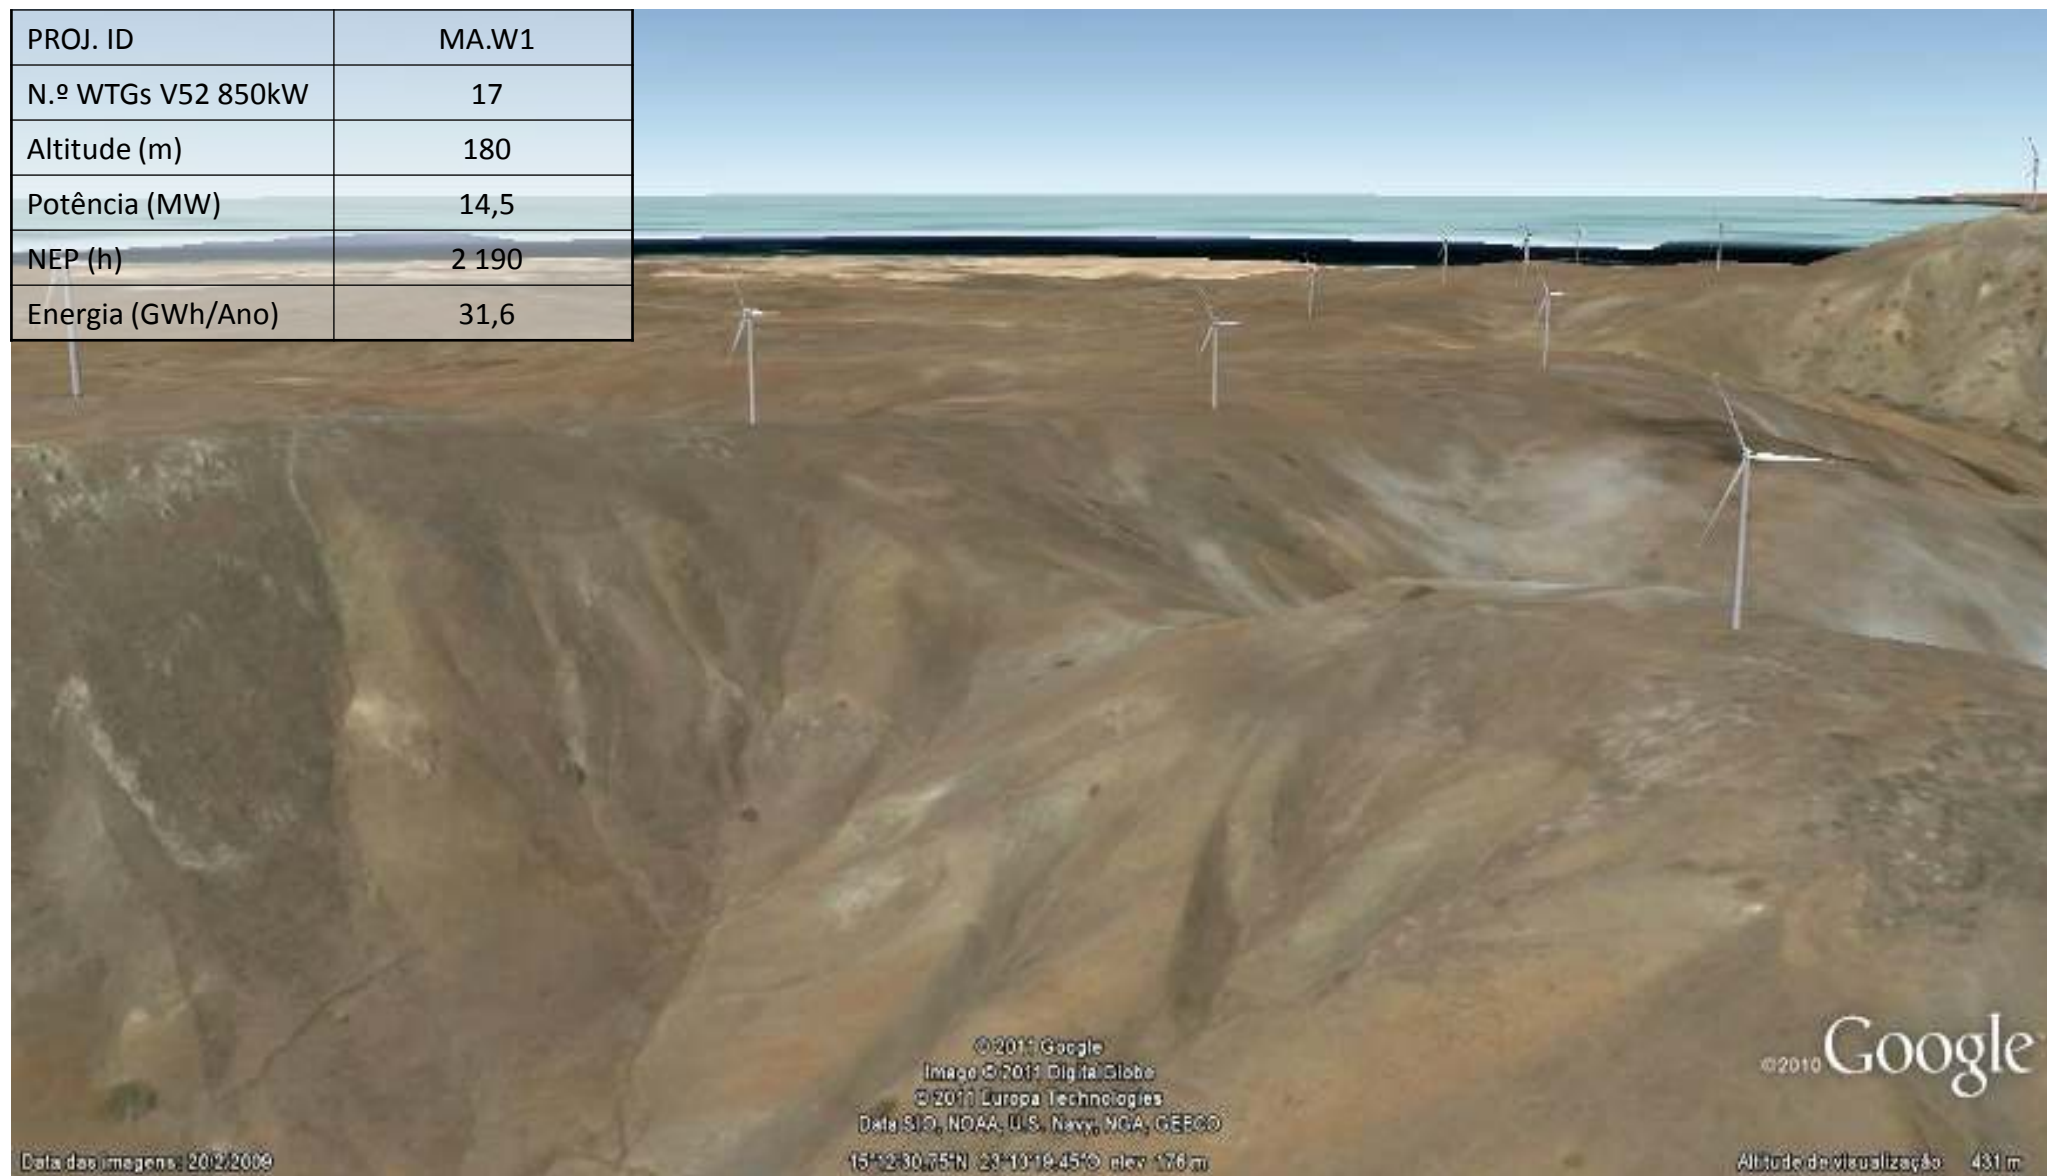 PROJ. ID MA.W1
N.º WTGs V52 850kW 17
Altitude (m) 180
Potência (MW) 14,5
NEP (h) 2 190
Energia (GWh/Ano) 31,6
© 2011 Google
Image © 2011 DigitalGlobe
© 2011 Europa Technologies
Data SIO, NOAA, U.S. Navy, NGA, GEBCO
©2010 Google
Data das imagens: 20/2/2009
15°12'30.75"N 23°10'19.45"O elev 176 m
Altitude de visualização 431 m